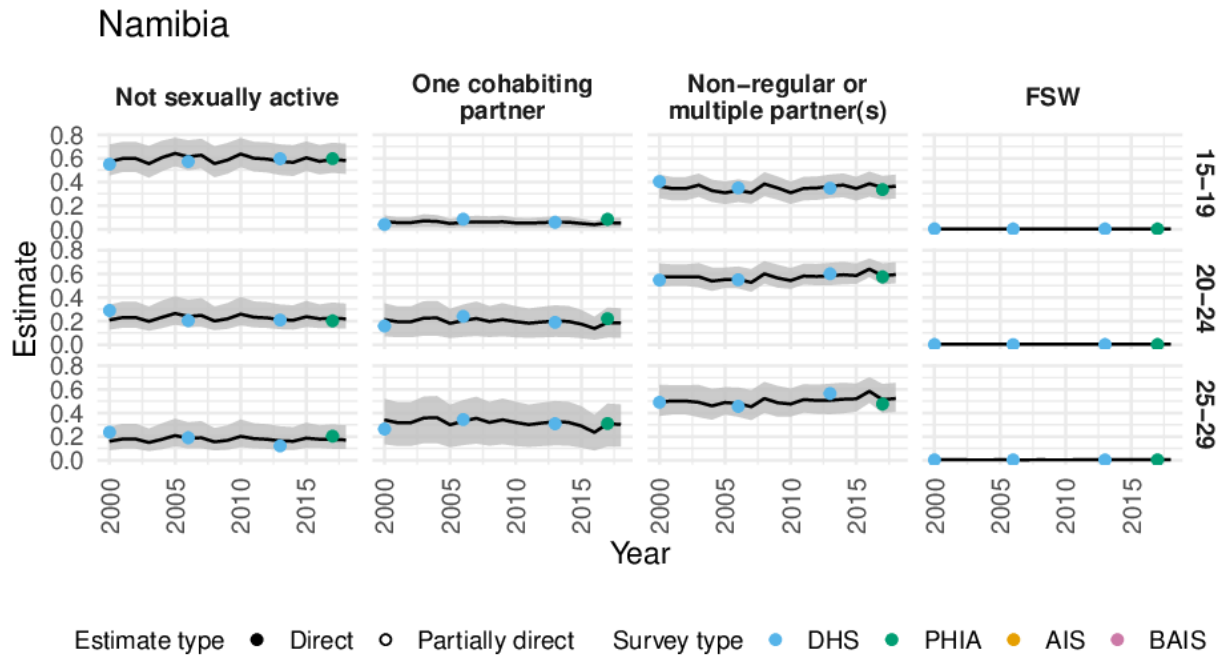 Namibia
Not sexually active
One cohabiting
partner
Non−regular or
multiple partner(s)
FSW
Estimate
0.8
0.6
0.4
0.2
0.0
15−19
0.8
0.6
0.4
0.2
0.0
20−24
0.8
0.6
0.4
0.2
0.0
25−29
2000 2005 2010 2015 2000 2005 2010 2015 2000 2005 2010 2015 2000 2005 2010 2015
Year
Estimate type Direct Partially direct Survey type DHS PHIA AIS BAIS